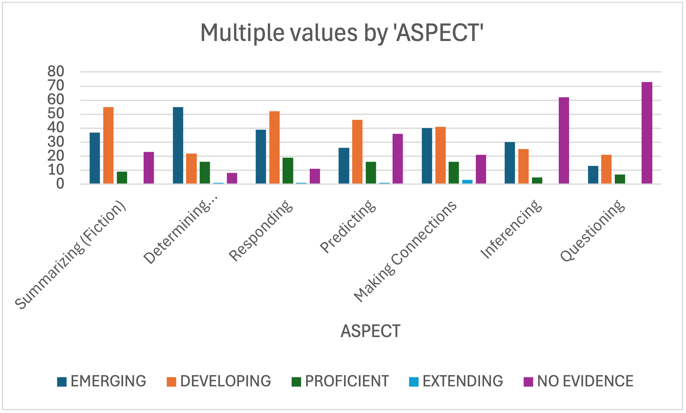 Multiple values by 'ASPECT'
80
70
60
50
40
30
20
10
0
Summarizing (Fiction)
Determining...
Responding
Predicting
Making Connections
Inferencing
Questioning
ASPECT
EMERGING DEVELOPING PROFICIENT EXTENDING NO EVIDENCE